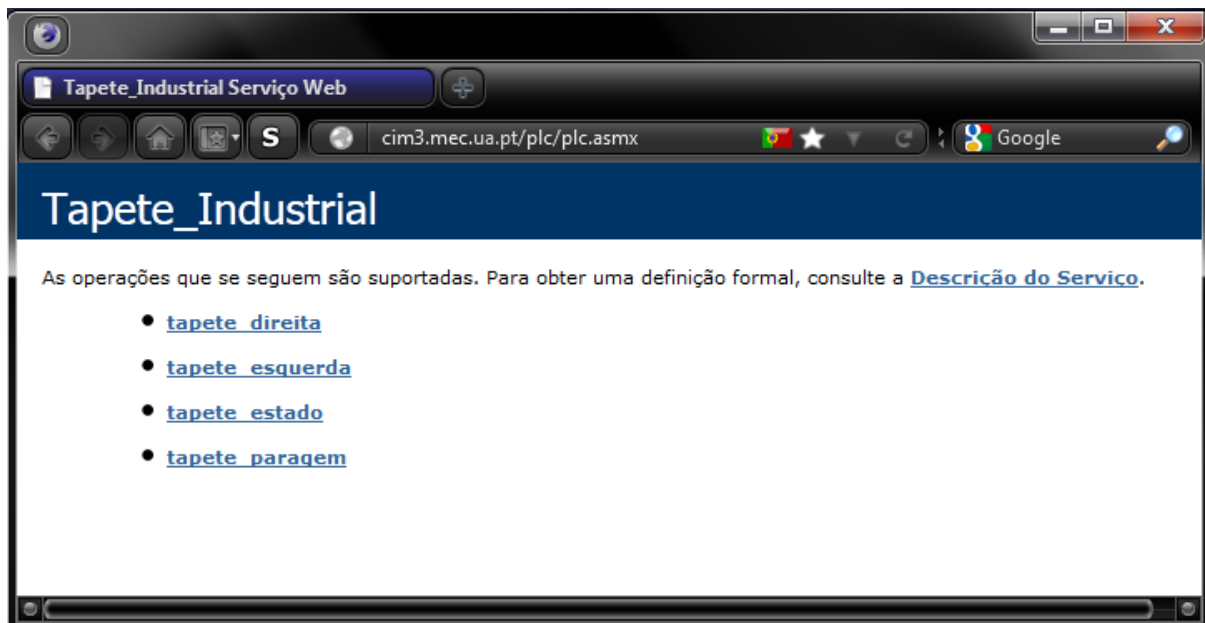 Tapete_Industrial Serviço Web
S
cim3.mec.ua.pt/plc/plc.asmx
Google
Tapete_Industrial
As operações que se seguem são suportadas. Para obter uma definição formal, consulte a Descrição do Serviço.
tapete_direita
tapete_esquerda
tapete_estado
tapete_paragem